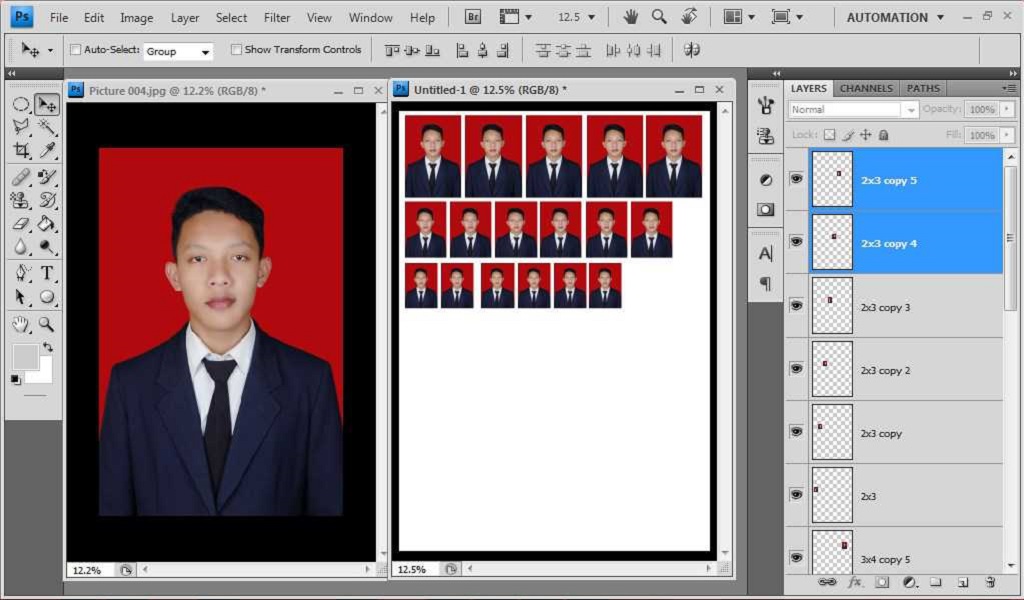 Ps File Edit Image Layer Select Filter View Window Help Br 12.5 AUTOMATION
Auto-Select: Group Show Transform Controls
Ps Picture 004.jpg @ 12.2% (RGB/8) *
Ps Untitled-1 @ 12.5% (RGB/8) *
LAYERS CHANNELS PATHS
Normal Opacity: 100%
Lock: Fill: 100%
2x3 copy 5
2x3 copy 4
2x3 copy 3
2x3 copy 2
2x3 copy
2x3
3x4 copy 5
12.2%
12.5%